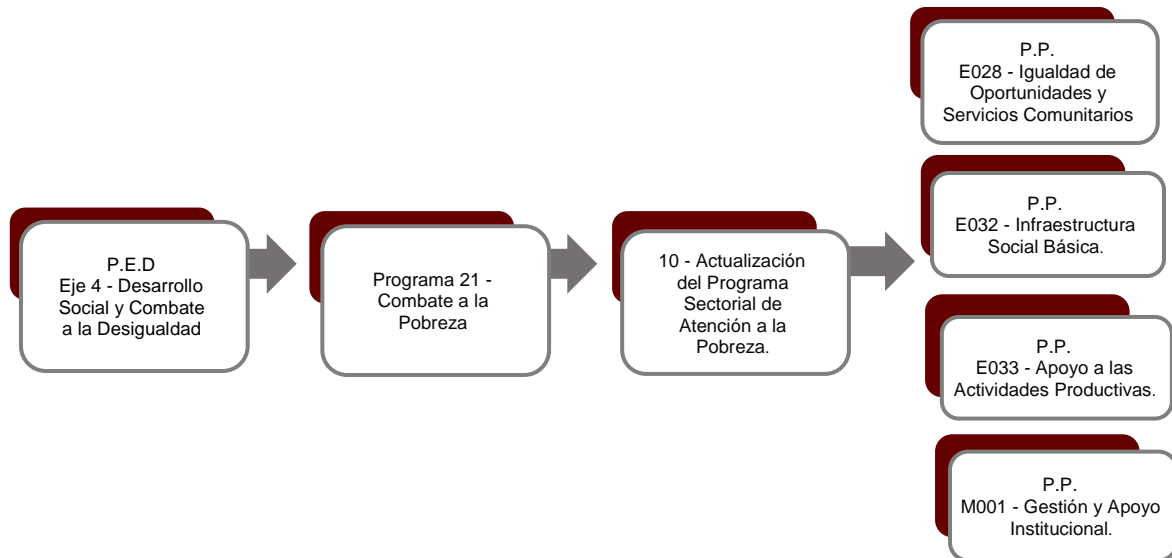 P.E.D
Eje 4 - Desarrollo
Social y Combate
a la Desigualdad
Programa 21 -
Combate a la
Pobreza
10 - Actualización
del Programa
Sectorial de
Atención a la
Pobreza.
P.P.
E028 - Igualdad de
Oportunidades y
Servicios Comunitarios
P.P.
E032 - Infraestructura
Social Básica.
P.P.
E033 - Apoyo a las
Actividades Productivas.
P.P.
M001 - Gestión y Apoyo
Institucional.